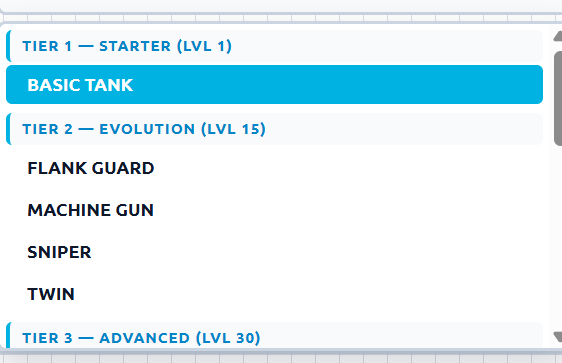 TIER 1 — STARTER (LVL 1)
BASIC TANK
TIER 2 — EVOLUTION (LVL 15)
FLANK GUARD
MACHINE GUN
SNIPER
TWIN
TIER 3 — ADVANCED (LVL 30)